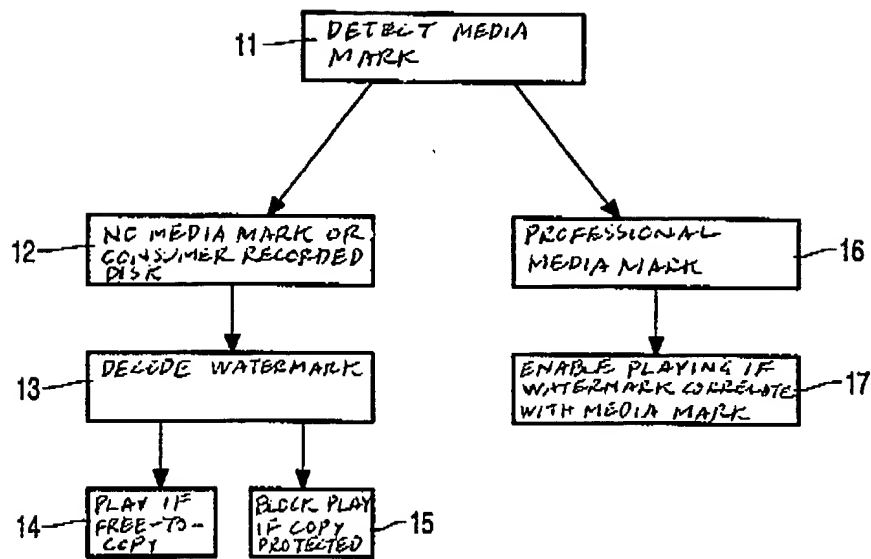 11
DETECT MEDIA
MARK
12
NO MEDIA MARK OR
CONSUMER RECORDED
DISK
PROFESSIONAL
MEDIA MARK
16
13
DECODE WATERMARK
ENABLE PLAYING IF
WATERMARK CORRELATE
WITH MEDIA MARK
17
14
PLAY IF
FREE-TO-
COPY
BLOCK PLAY
IF COPY
PROTECTED
15